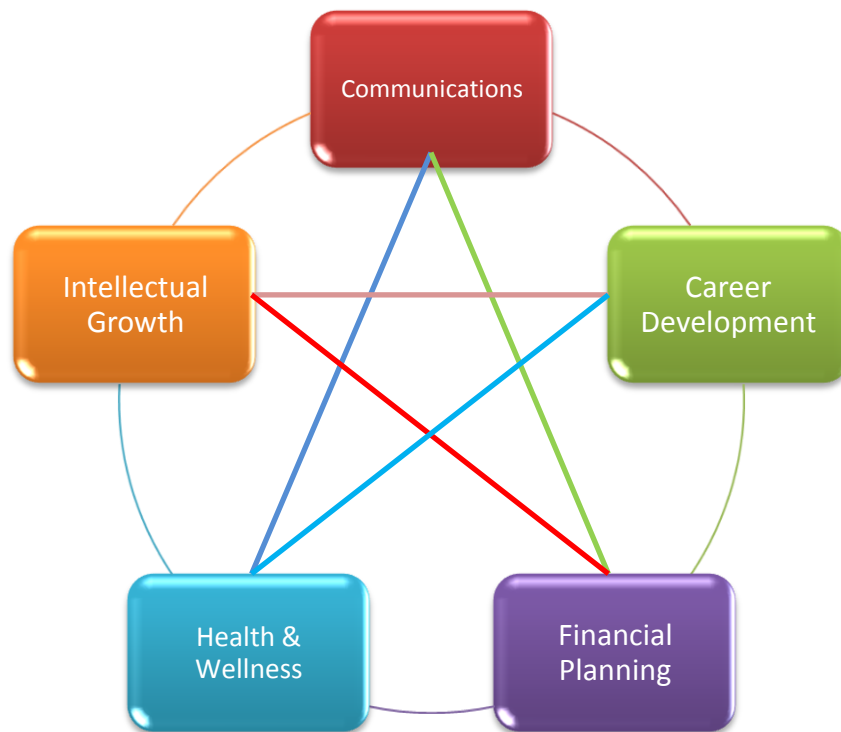 Communications
Intellectual
Growth
Career
Development
Health &
Wellness
Financial
Planning